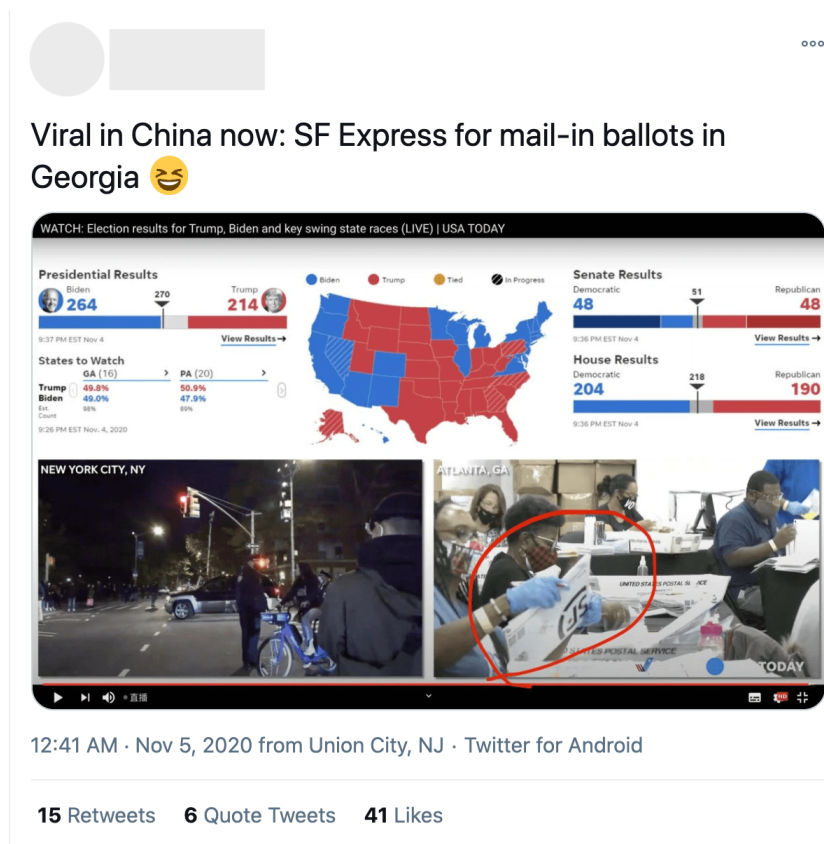 Viral in China now: SF Express for mail-in ballots in
Georgia 😆
WATCH: Election results for Trump, Biden and key swing state races (LIVE) | USA TODAY
Presidential Results
Biden
264
270
Trump
214
9:37 PM EST Nov 4
View Results→
States to Watch
GA (16) > PA (20) >
Trump 49.8% 50.9%
Biden 49.0% 47.9%
Est. Count 98% 89%
9:26 PM EST Nov. 4, 2020
Biden Trump Tied In Progress
Senate Results
Democratic
48
51
Republican
48
9:36 PM EST Nov 4
View Results →
House Results
Democratic
204
218
Republican
190
9:36 PM EST Nov 4
View Results →
NEW YORK CITY, NY
ATLANTA, GA
UNITED STATES POSTAL
STATES POSTAL SERVICE
TODAY
直播
HD
12:41 AM · Nov 5, 2020 from Union City, NJ · Twitter for Android
15 Retweets 6 Quote Tweets 41 Likes